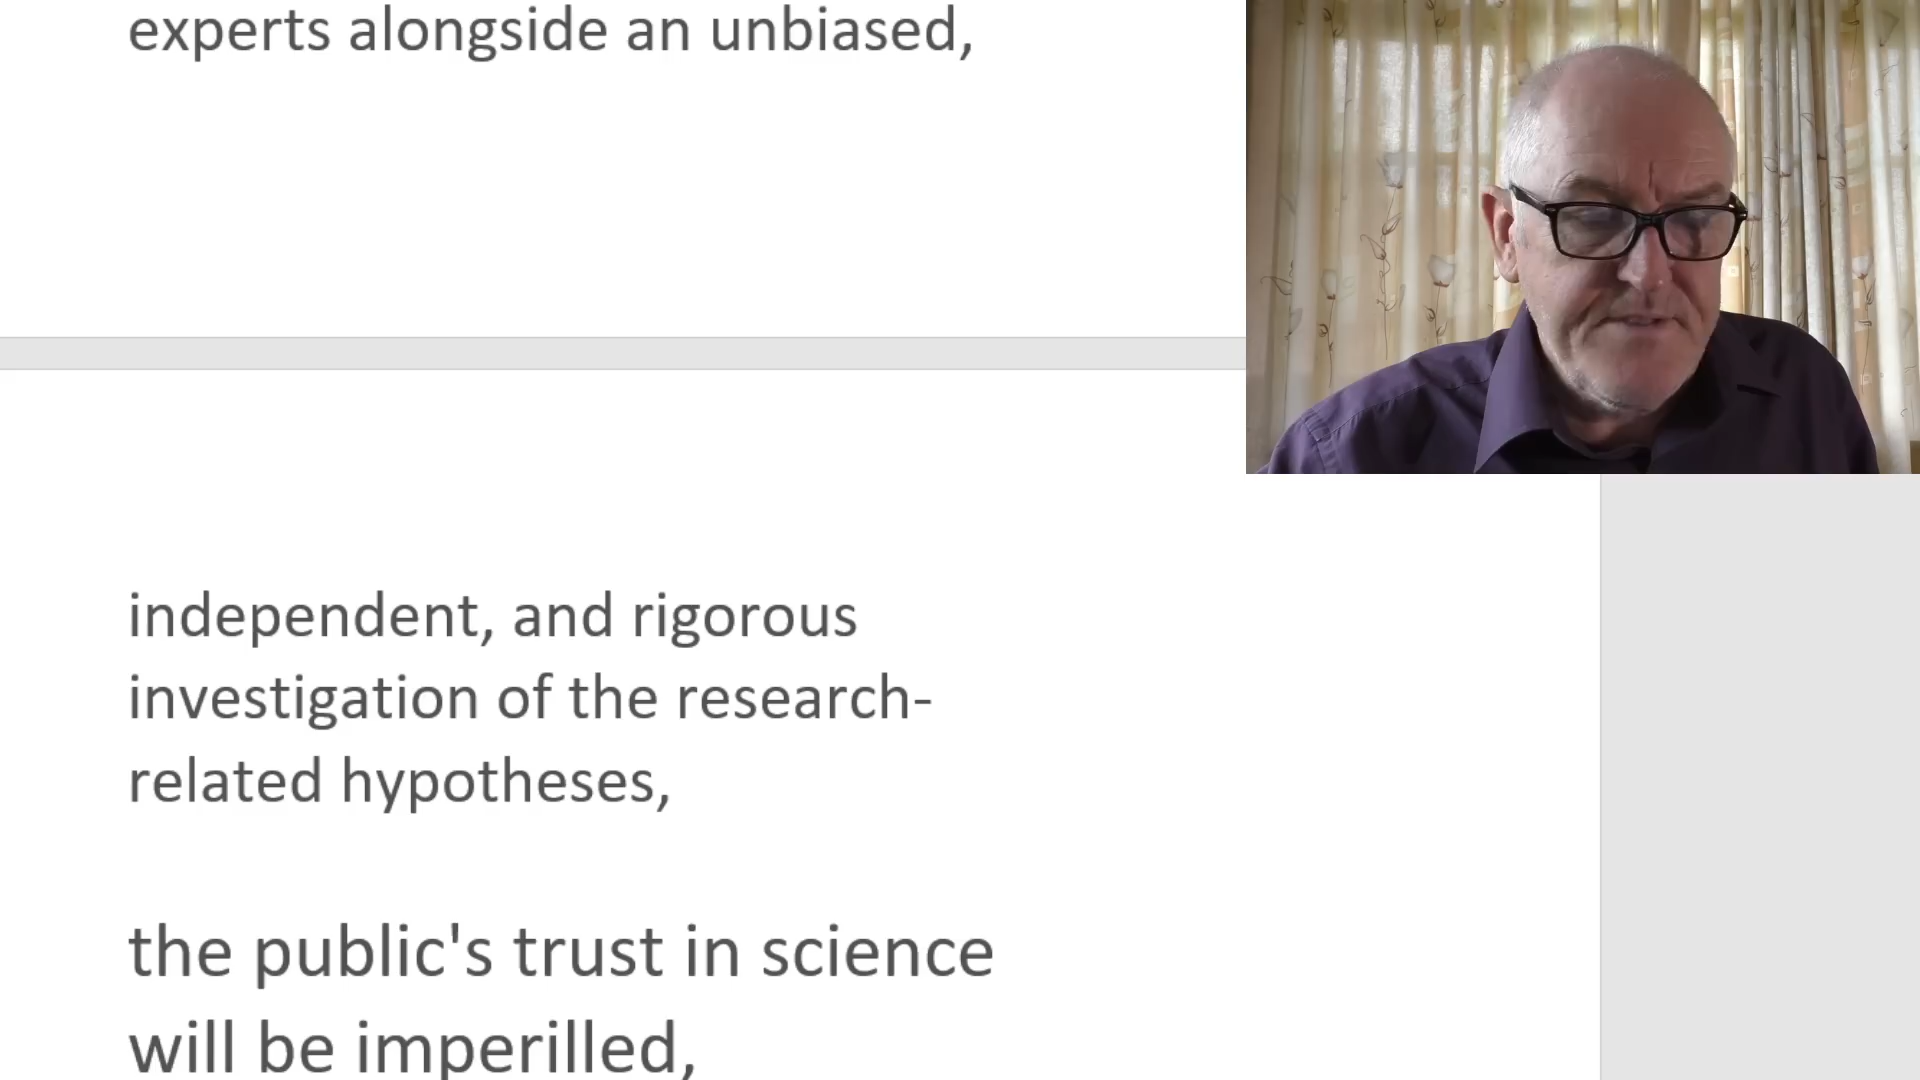 experts alongside an unbiased,
independent, and rigorous
investigation of the research-
related hypotheses,
the public's trust in science
will be imperilled,